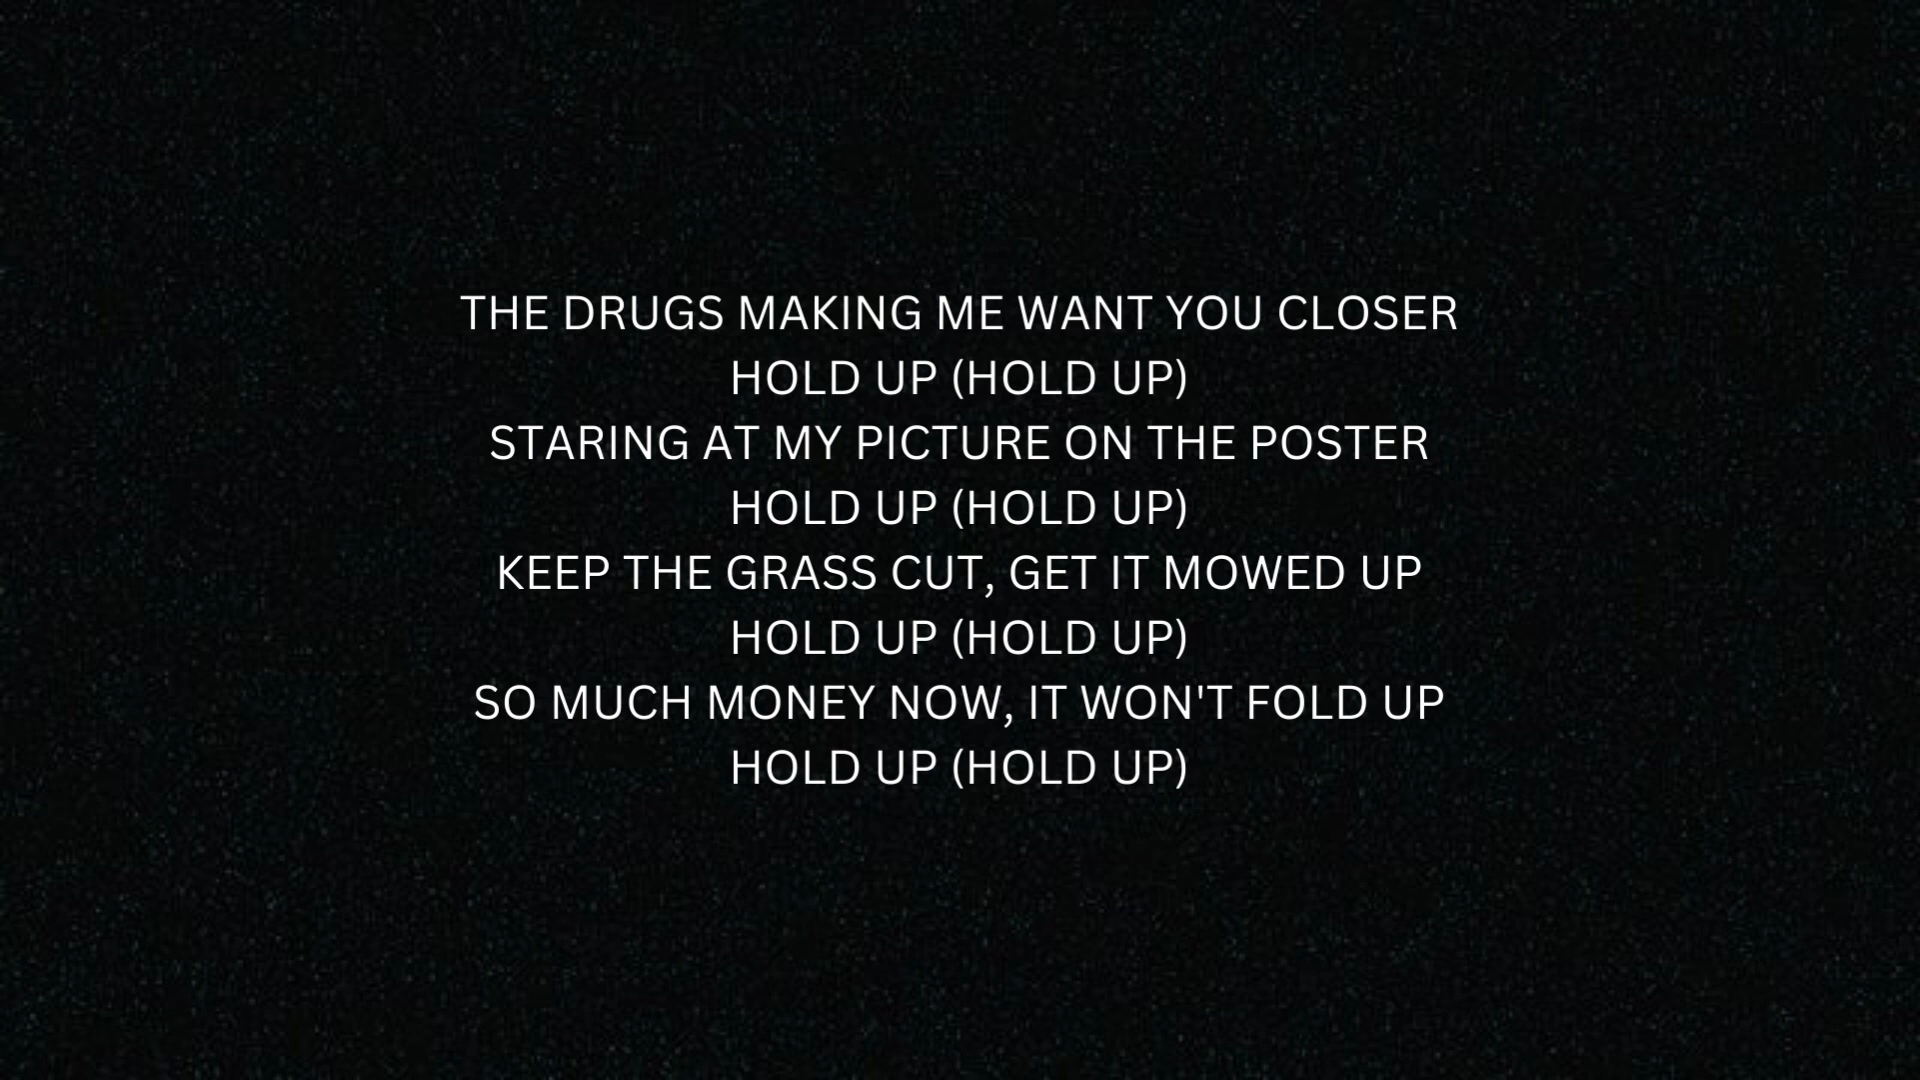 THE DRUGS MAKING ME WANT YOU CLOSER
HOLD UP (HOLD UP)
STARING AT MY PICTURE ON THE POSTER
HOLD UP (HOLD UP)
KEEP THE GRASS CUT, GET IT MOWED UP
HOLD UP (HOLD UP)
SO MUCH MONEY NOW, IT WON'T FOLD UP
HOLD UP (HOLD UP)